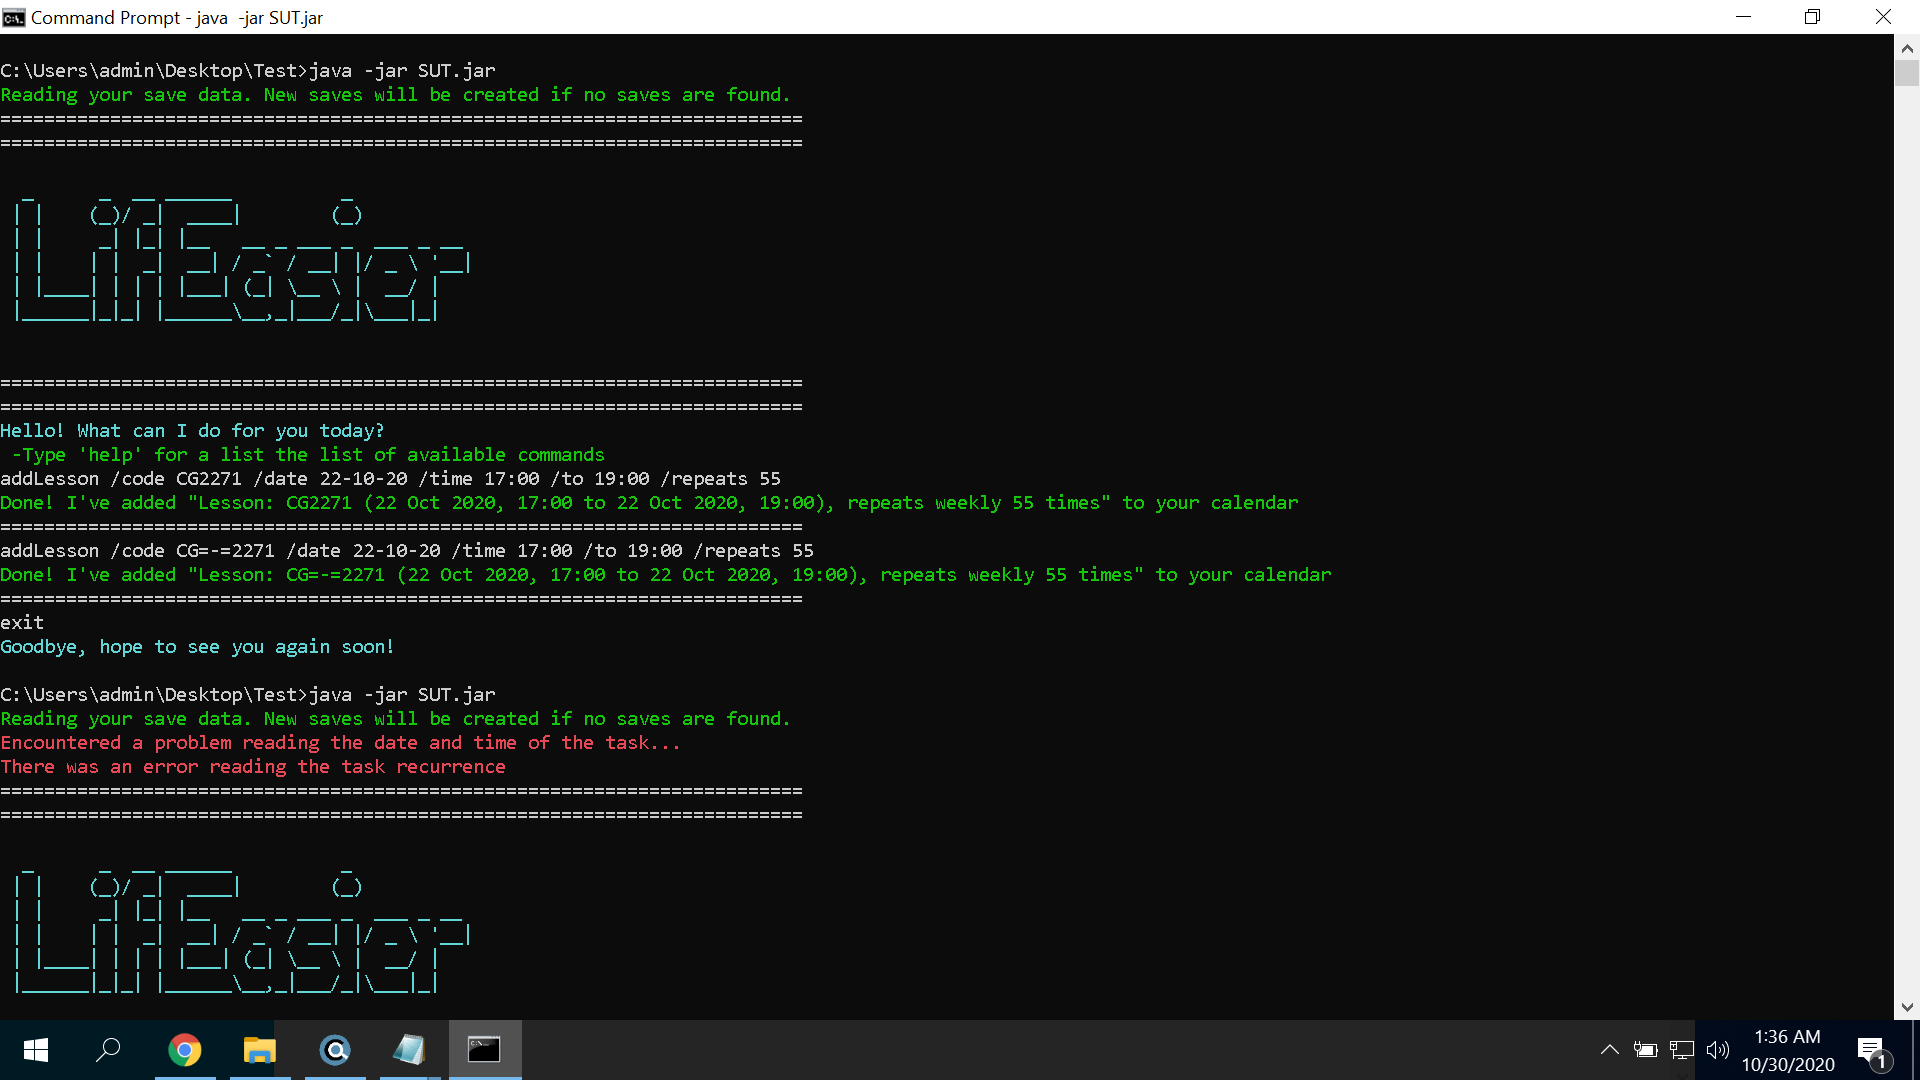 Command Prompt - java  -jar SUT.jar
C:\Users\admin\Desktop\Test>java -jar SUT.jar
Reading your save data. New saves will be created if no saves are found.
=========================================================================
=========================================================================
LifEasier
=========================================================================
=========================================================================
Hello! What can I do for you today?
 -Type 'help' for a list the list of available commands
addLesson /code CG2271 /date 22-10-20 /time 17:00 /to 19:00 /repeats 55
Done! I've added "Lesson: CG2271 (22 Oct 2020, 17:00 to 22 Oct 2020, 19:00), repeats weekly 55 times" to your calendar
=========================================================================
addLesson /code CG=-=2271 /date 22-10-20 /time 17:00 /to 19:00 /repeats 55
Done! I've added "Lesson: CG=-=2271 (22 Oct 2020, 17:00 to 22 Oct 2020, 19:00), repeats weekly 55 times" to your calendar
=========================================================================
exit
Goodbye, hope to see you again soon!
C:\Users\admin\Desktop\Test>java -jar SUT.jar
Reading your save data. New saves will be created if no saves are found.
Encountered a problem reading the date and time of the task...
There was an error reading the task recurrence
=========================================================================
=========================================================================
LifEasier
1:36 AM
10/30/2020
1